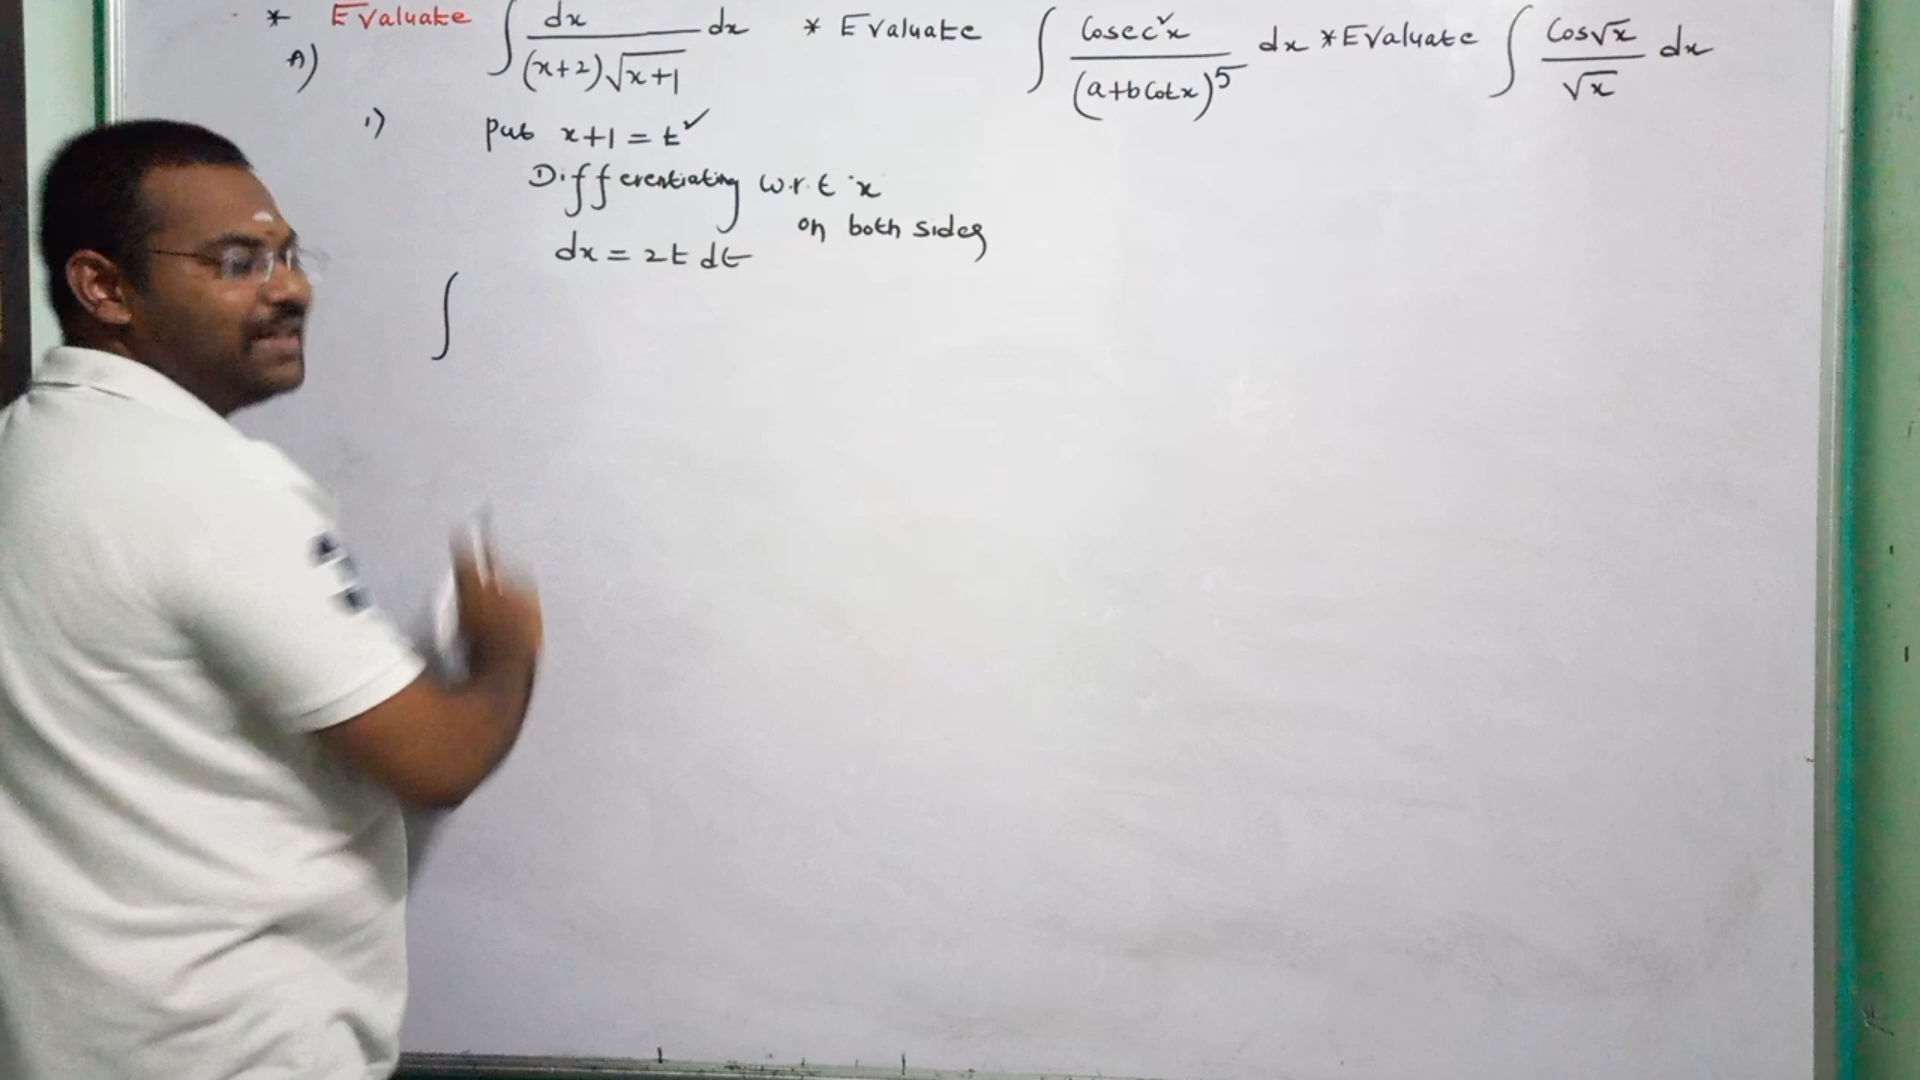 * Evaluate ∫ dx / (x+2)√x+1 dx * Evaluate ∫ Cosec²x / (a+b Cotx)⁵ dx * Evaluate ∫ Cos√x / √x dx
A)
1) put x+1 = t²
Differentiating w.r.t 'x'
on both sides
dx = 2t dt
∫